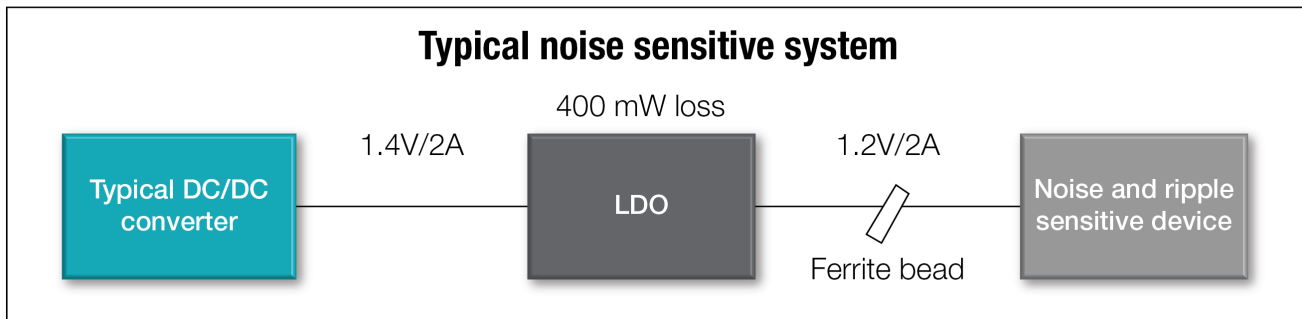 Typical noise sensitive system
400 mW loss
1.4V/2A
1.2V/2A
Typical DC/DC
converter
LDO
Noise and ripple
sensitive device
Ferrite bead